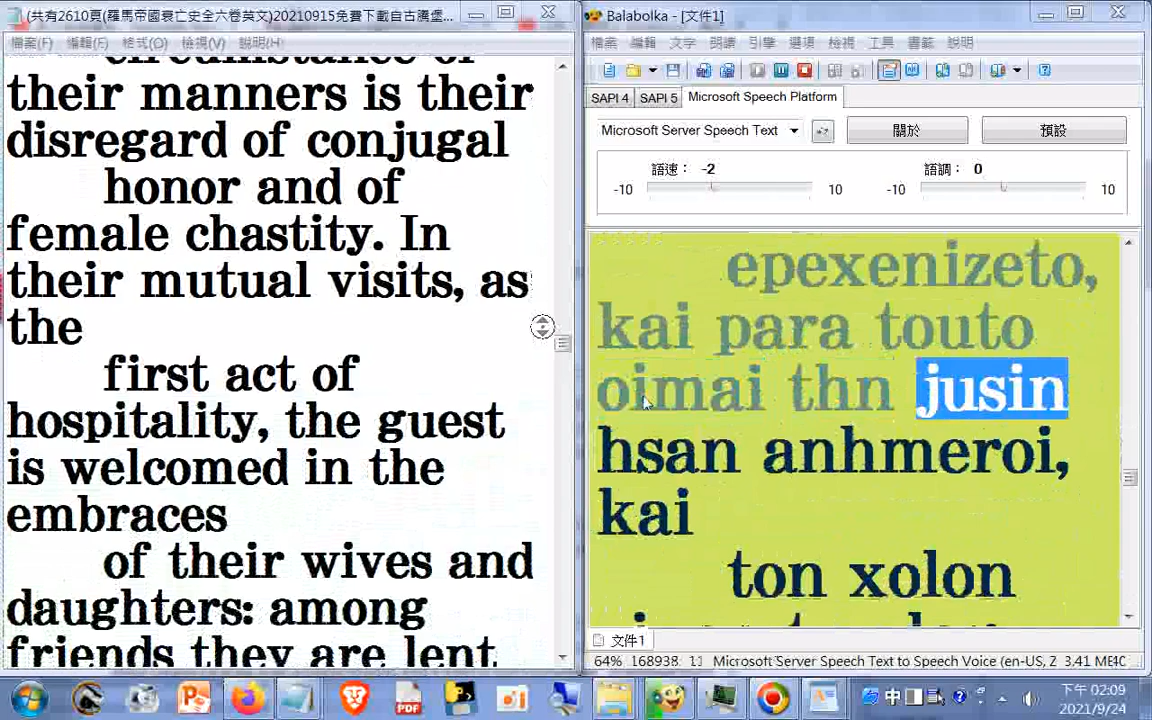 (共有2610頁(羅馬帝國衰亡史全六卷英文)20210915免費下載自古騰堡...
檔案(F) 編輯(E) 格式(O) 檢視(V) 說明(H)
circumstance of
their manners is their
disregard of conjugal
honor and of
female chastity. In
their mutual visits, as
the
first act of
hospitality, the guest
is welcomed in the
embraces
of their wives and
daughters: among
friends they are lent
Balabolka - [文件1]
檔案 編輯 文字 朗讀 引擎 選項 檢視 工具 書籤 說明
SAPI 4 SAPI 5 Microsoft Speech Platform
Microsoft Server Speech Text 關於 預設
語速： -2 語調： 0
-10 10 -10 10
epexenizeto,
kai para touto
oimai thn jusin
hsan anhmeroi,
kai
ton xolon
文件1
64% 168938: 11 Microsoft Server Speech Text to Speech Voice (en-US, Z 3,41 ME
中 下午 02:09
2021/9/24